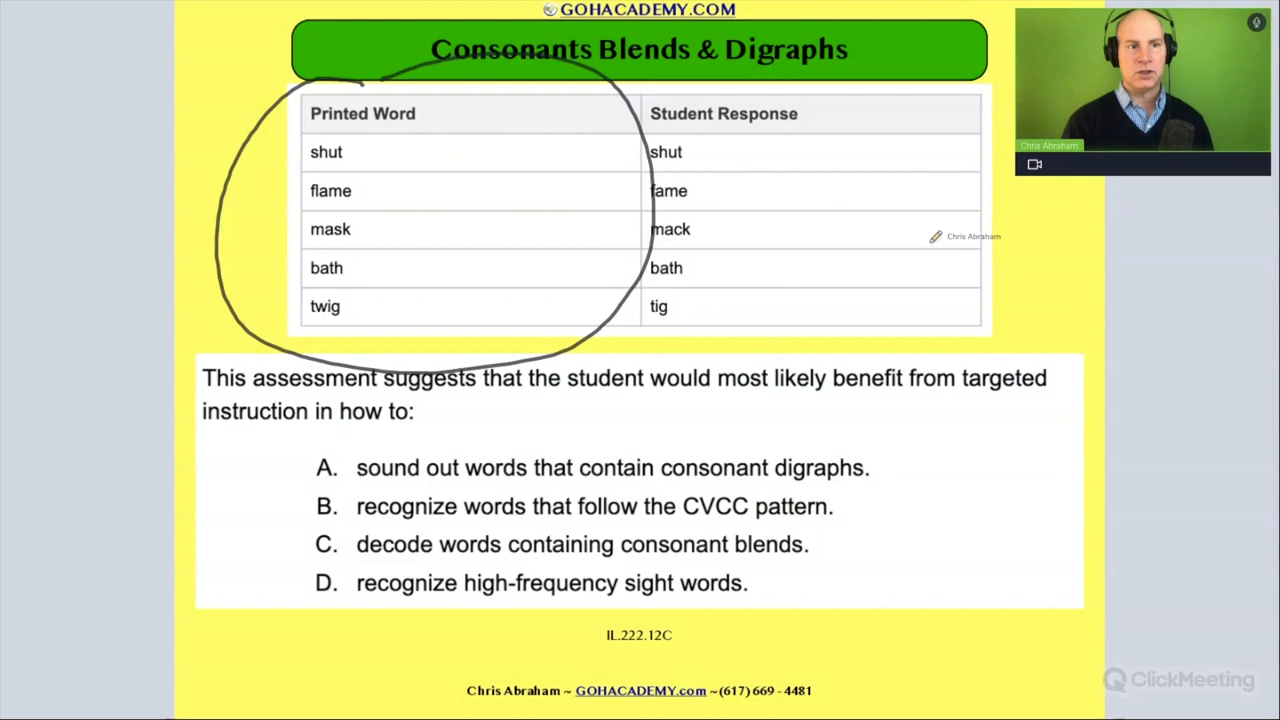 GOHACADEMY.COM
Consonants Blends & Digraphs
Chris Abraham
Printed Word Student Response
shut shut
flame fame
mask mack
Chris Abraham
bath bath
twig tig
This assessment suggests that the student would most likely benefit from targeted
instruction in how to:
A. sound out words that contain consonant digraphs.
B. recognize words that follow the CVCC pattern.
C. decode words containing consonant blends.
D. recognize high-frequency sight words.
IL.222.12C
Chris Abraham ~ GOHACADEMY.com ~(617) 669 - 4481
ClickMeeting